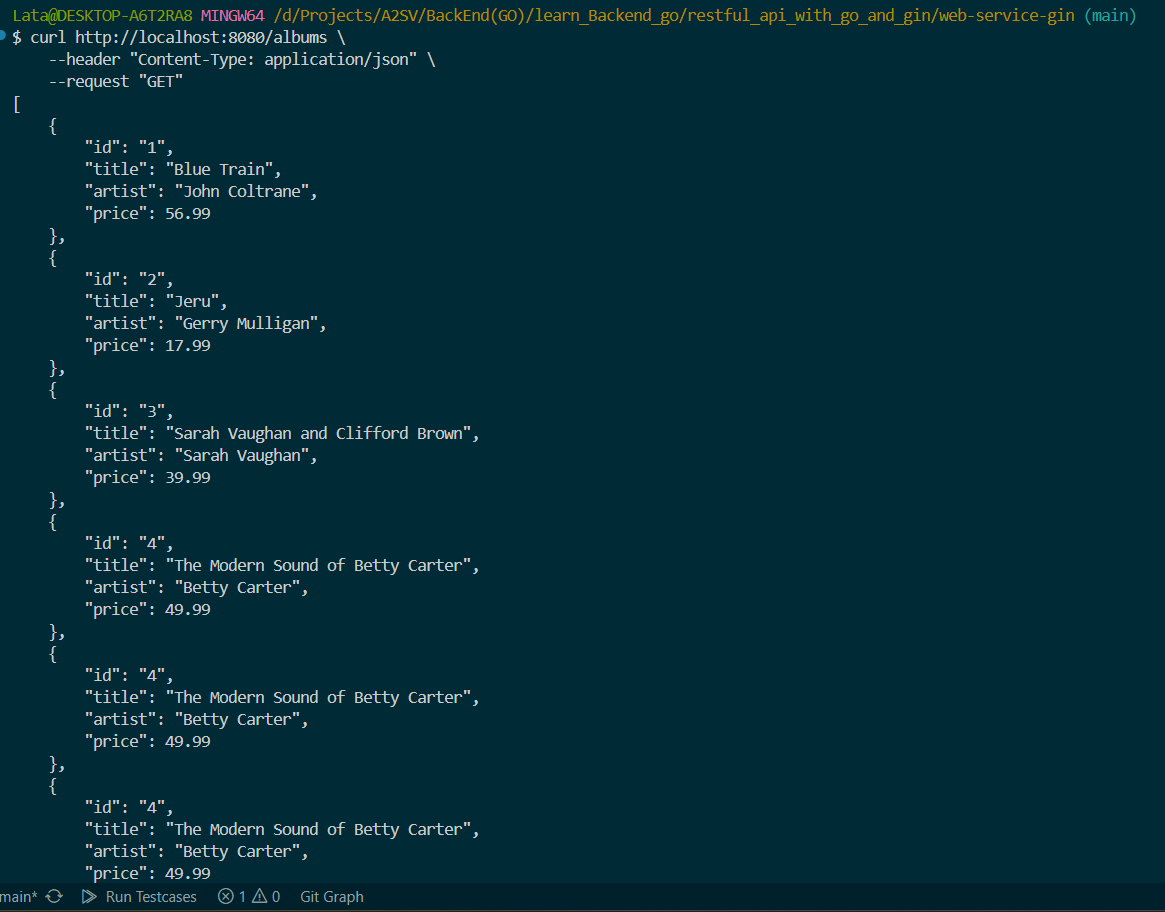 Lata@DESKTOP-A6T2RA8 MINGW64 /d/Projects/A2SV/BackEnd(GO)/learn_Backend_go/restful_api_with_go_and_gin/web-service-gin (main)
$ curl http://localhost:8080/albums \
    --header "Content-Type: application/json" \
    --request "GET"
[
    {
        "id": "1",
        "title": "Blue Train",
        "artist": "John Coltrane",
        "price": 56.99
    },
    {
        "id": "2",
        "title": "Jeru",
        "artist": "Gerry Mulligan",
        "price": 17.99
    },
    {
        "id": "3",
        "title": "Sarah Vaughan and Clifford Brown",
        "artist": "Sarah Vaughan",
        "price": 39.99
    },
    {
        "id": "4",
        "title": "The Modern Sound of Betty Carter",
        "artist": "Betty Carter",
        "price": 49.99
    },
    {
        "id": "4",
        "title": "The Modern Sound of Betty Carter",
        "artist": "Betty Carter",
        "price": 49.99
    },
    {
        "id": "4",
        "title": "The Modern Sound of Betty Carter",
        "artist": "Betty Carter",
        "price": 49.99
main* Run Testcases 1 0 Git Graph